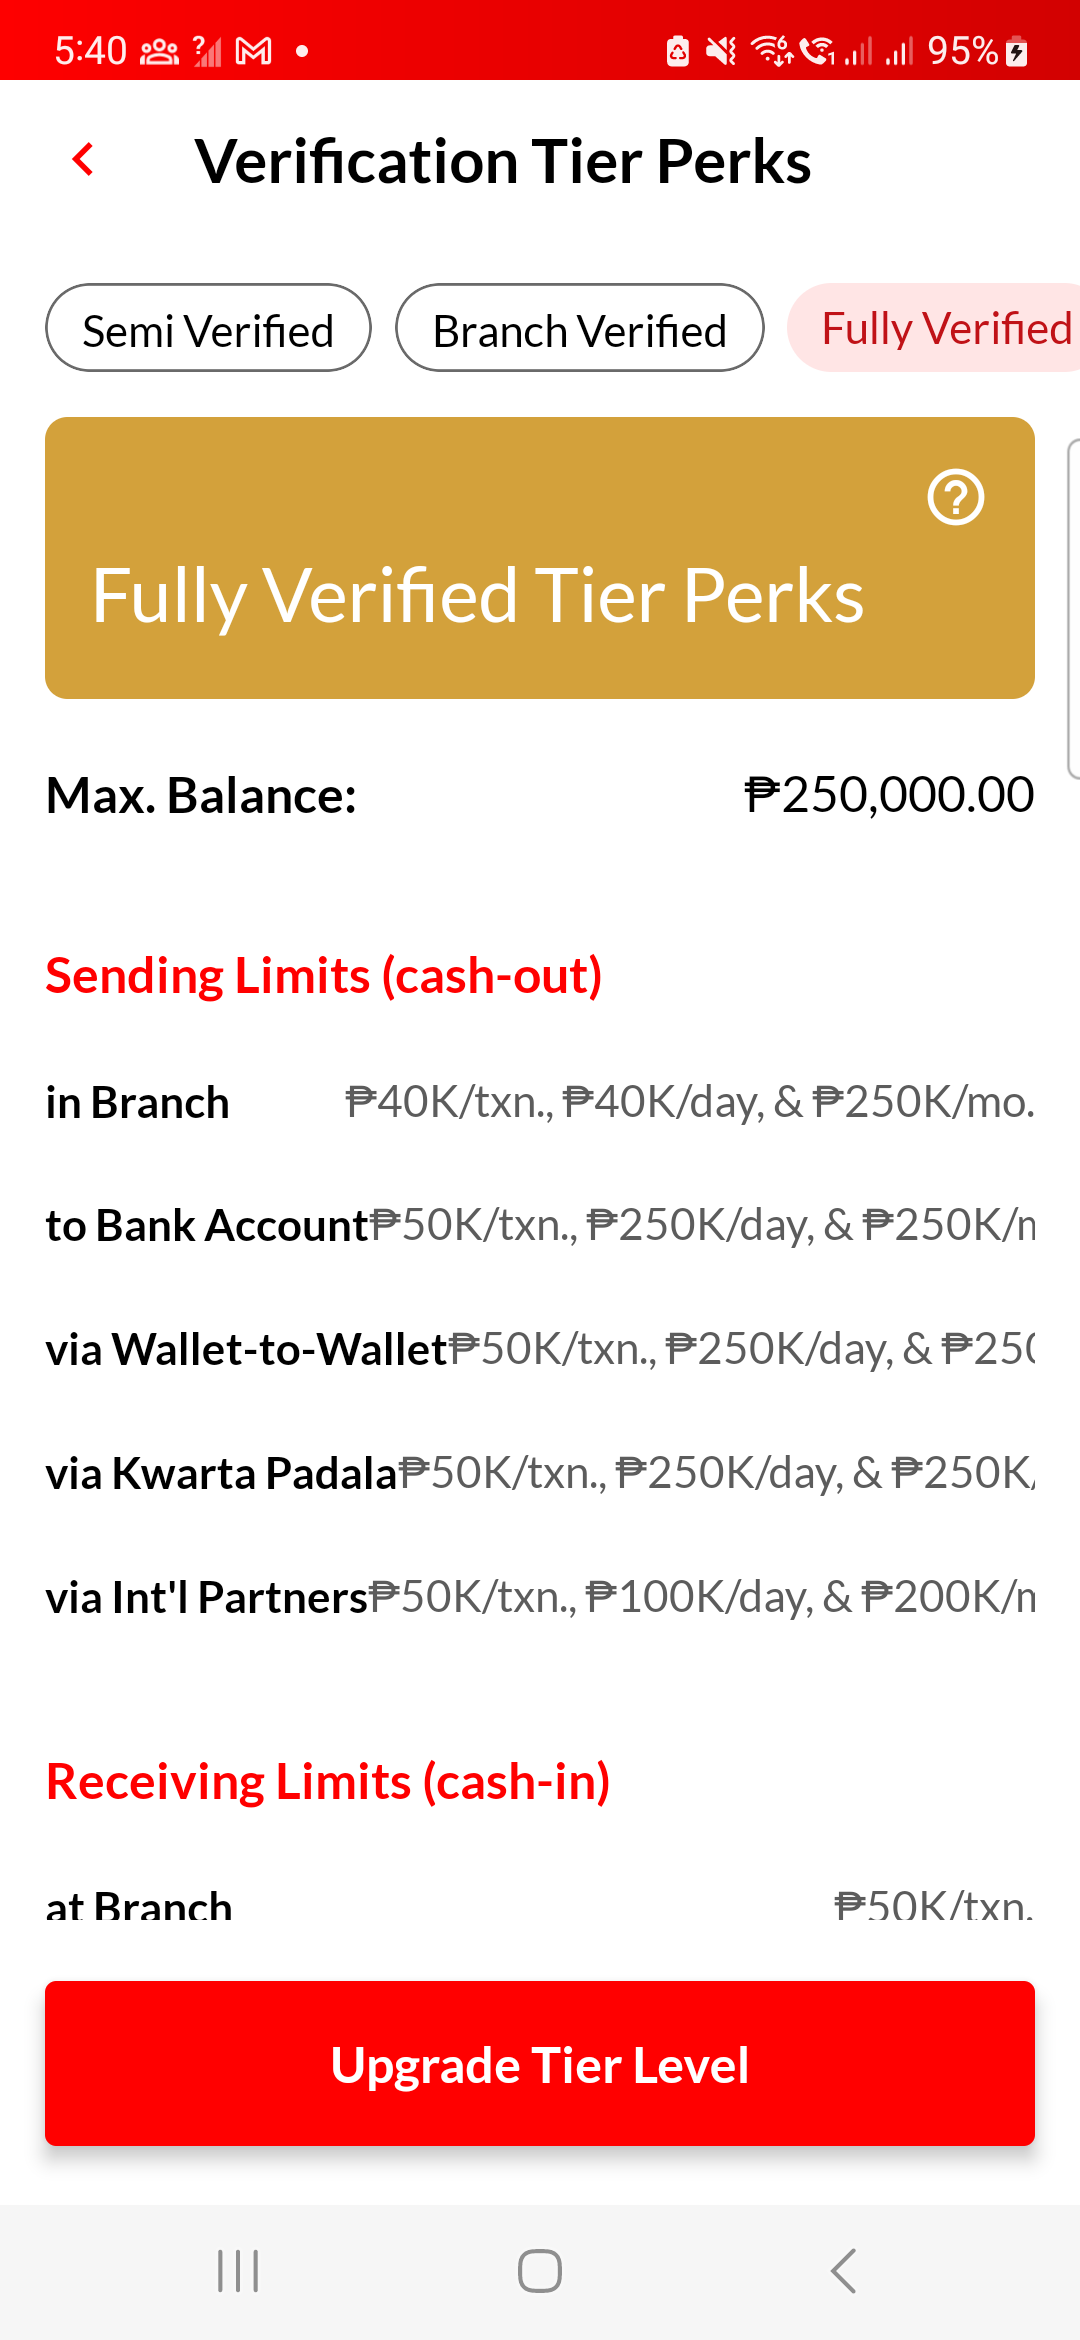 5:40 95%
Verification Tier Perks
Semi Verified Branch Verified Fully Verified
Fully Verified Tier Perks
Max. Balance: ₱250,000.00
Sending Limits (cash-out)
in Branch ₱40K/txn., ₱40K/day, & ₱250K/mo.
to Bank Account₱50K/txn., ₱250K/day, & ₱250K/
via Wallet-to-Wallet₱50K/txn., ₱250K/day, & ₱25
via Kwarta Padala₱50K/txn., ₱250K/day, & ₱250K/
via Int'l Partners₱50K/txn., ₱100K/day, & ₱200K/
Receiving Limits (cash-in)
at Branch ₱50K/txn.
Upgrade Tier Level